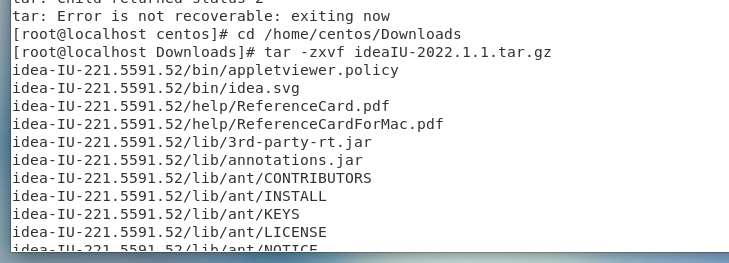 tar: Child returned status 2
tar: Error is not recoverable: exiting now
[root@localhost centos]# cd /home/centos/Downloads
[root@localhost Downloads]# tar -zxvf ideaIU-2022.1.1.tar.gz
idea-IU-221.5591.52/bin/appletviewer.policy
idea-IU-221.5591.52/bin/idea.svg
idea-IU-221.5591.52/help/ReferenceCard.pdf
idea-IU-221.5591.52/help/ReferenceCardForMac.pdf
idea-IU-221.5591.52/lib/3rd-party-rt.jar
idea-IU-221.5591.52/lib/annotations.jar
idea-IU-221.5591.52/lib/ant/CONTRIBUTORS
idea-IU-221.5591.52/lib/ant/INSTALL
idea-IU-221.5591.52/lib/ant/KEYS
idea-IU-221.5591.52/lib/ant/LICENSE
idea-IU-221.5591.52/lib/ant/NOTICE